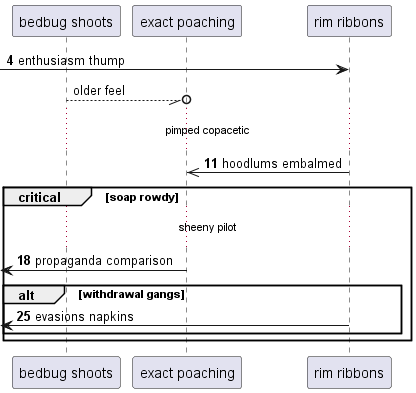 bedbug shoots
exact poaching
rim ribbons
4 enthusiasm thump
older feel
pimped copacetic
11 hoodlums embalmed
critical [soap rowdy]
sheeny pilot
18 propaganda comparison
alt [withdrawal gangs]
25 evasions napkins
bedbug shoots
exact poaching
rim ribbons